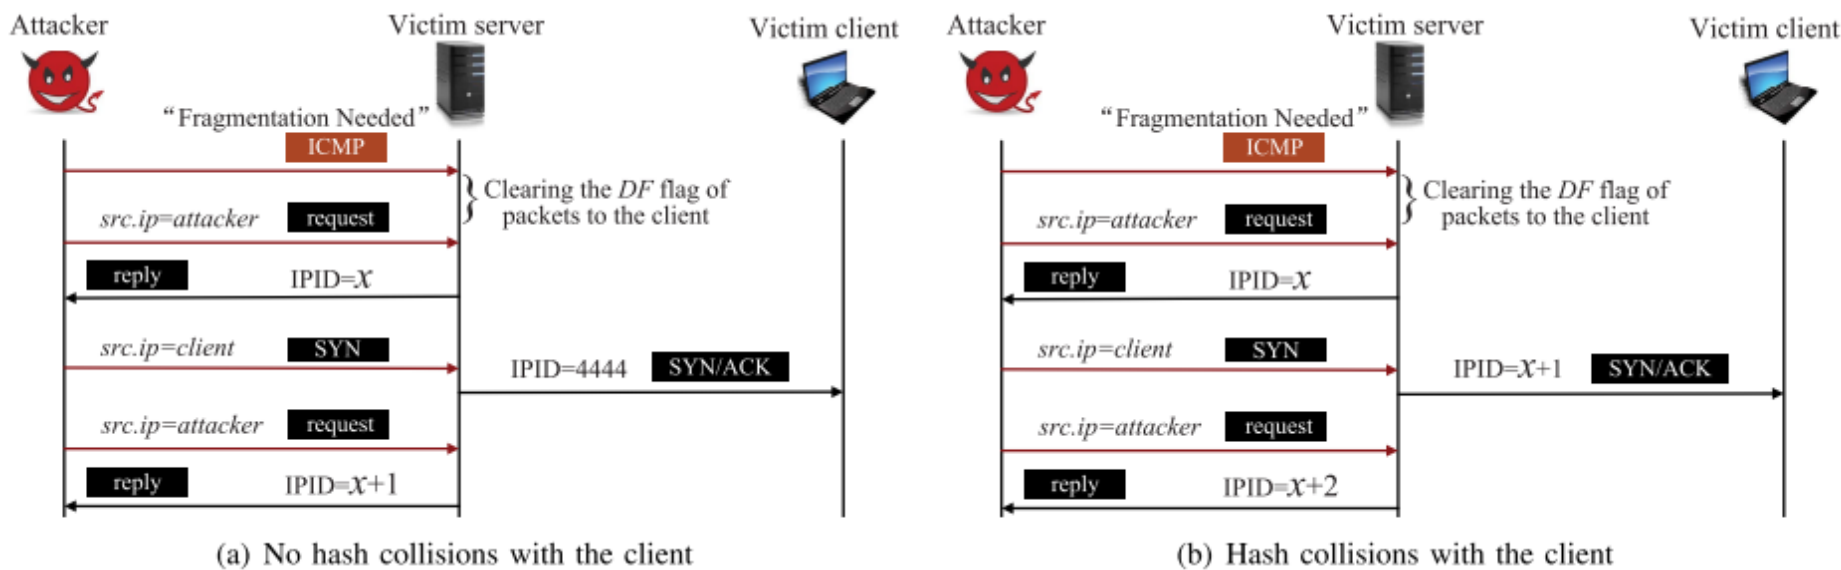 Attacker
Victim server
Victim client
"Fragmentation Needed"
ICMP
Clearing the DF flag of
packets to the client
src.ip=attacker request
reply IPID=x
src.ip=client SYN
IPID=4444 SYN/ACK
src.ip=attacker request
reply IPID=x+1
(a) No hash collisions with the client
Attacker
Victim server
Victim client
"Fragmentation Needed"
ICMP
Clearing the DF flag of
packets to the client
src.ip=attacker request
reply IPID=x
src.ip=client SYN
IPID=x+1 SYN/ACK
src.ip=attacker request
reply IPID=x+2
(b) Hash collisions with the client